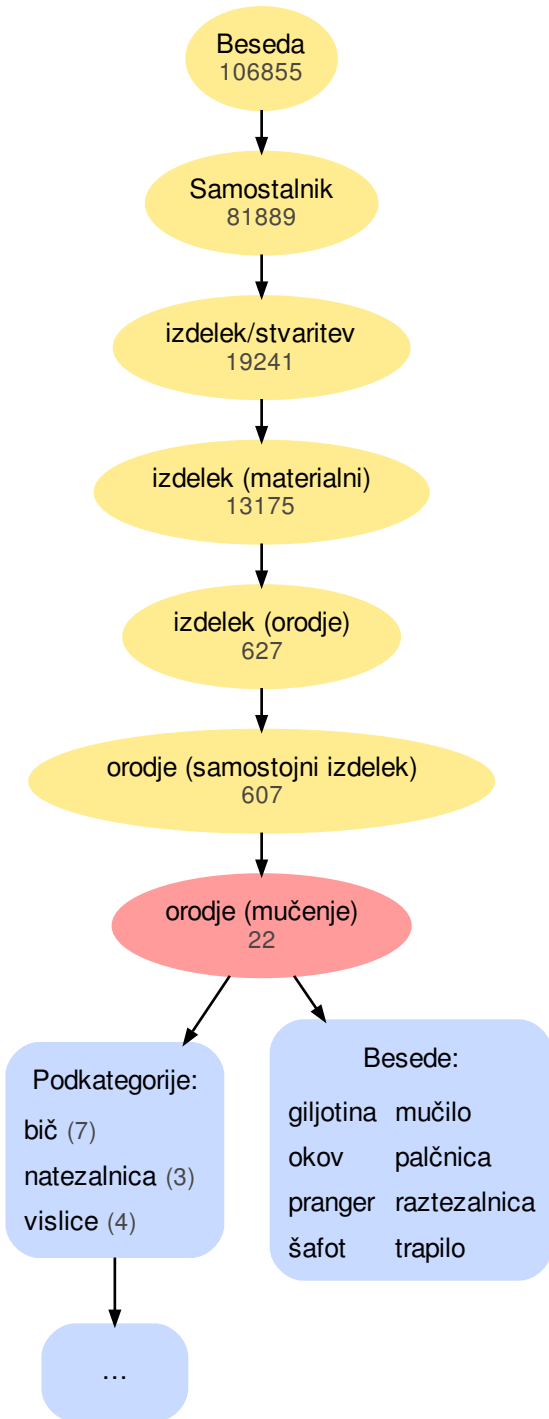 Beseda
106855
Samostalnik
81889
izdelek/stvaritev
19241
izdelek (materialni)
13175
izdelek (orodje)
627
orodje (samostojni izdelek)
607
orodje (mučenje)
22
Podkategorije:
bič (7)
natezalnica (3)
vislice (4)
...
Besede:
giljotina mučilo
okov palčnica
pranger raztezalnica
šafot trapilo